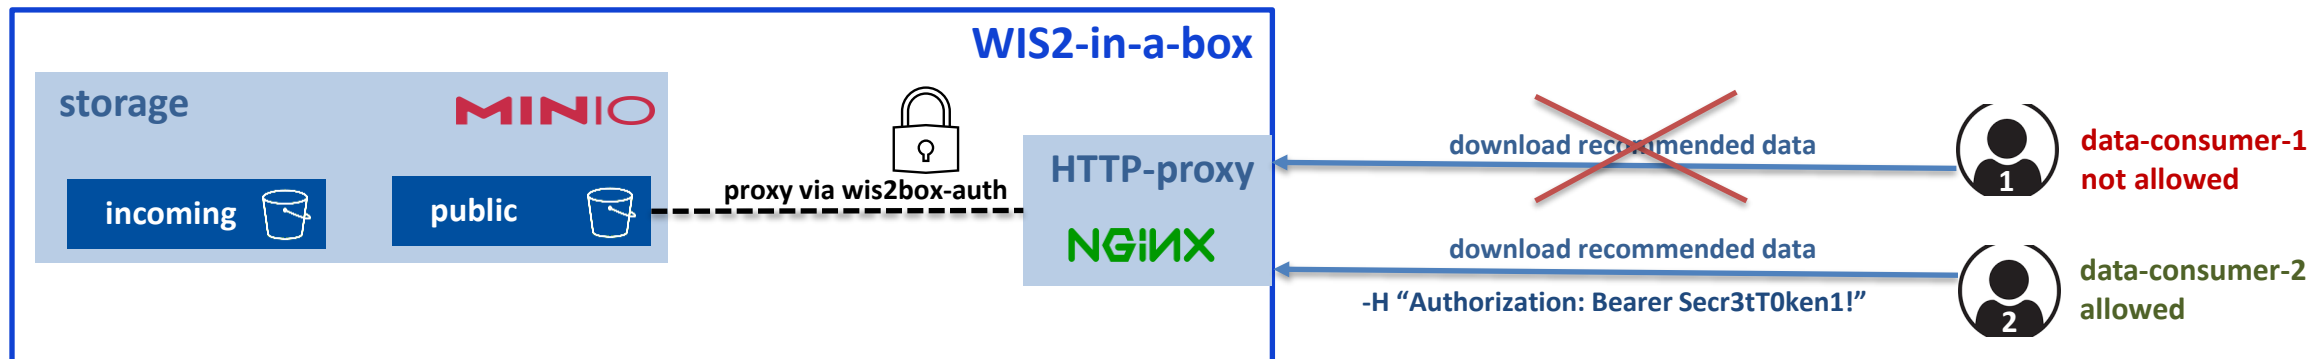 WIS2-in-a-box
storage
MINIO
incoming
public
proxy via wis2box-auth
HTTP-proxy
NGiNX
download recommended data
1
data-consumer-1
not allowed
download recommended data
-H “Authorization: Bearer Secr3tT0ken1!”
2
data-consumer-2
allowed